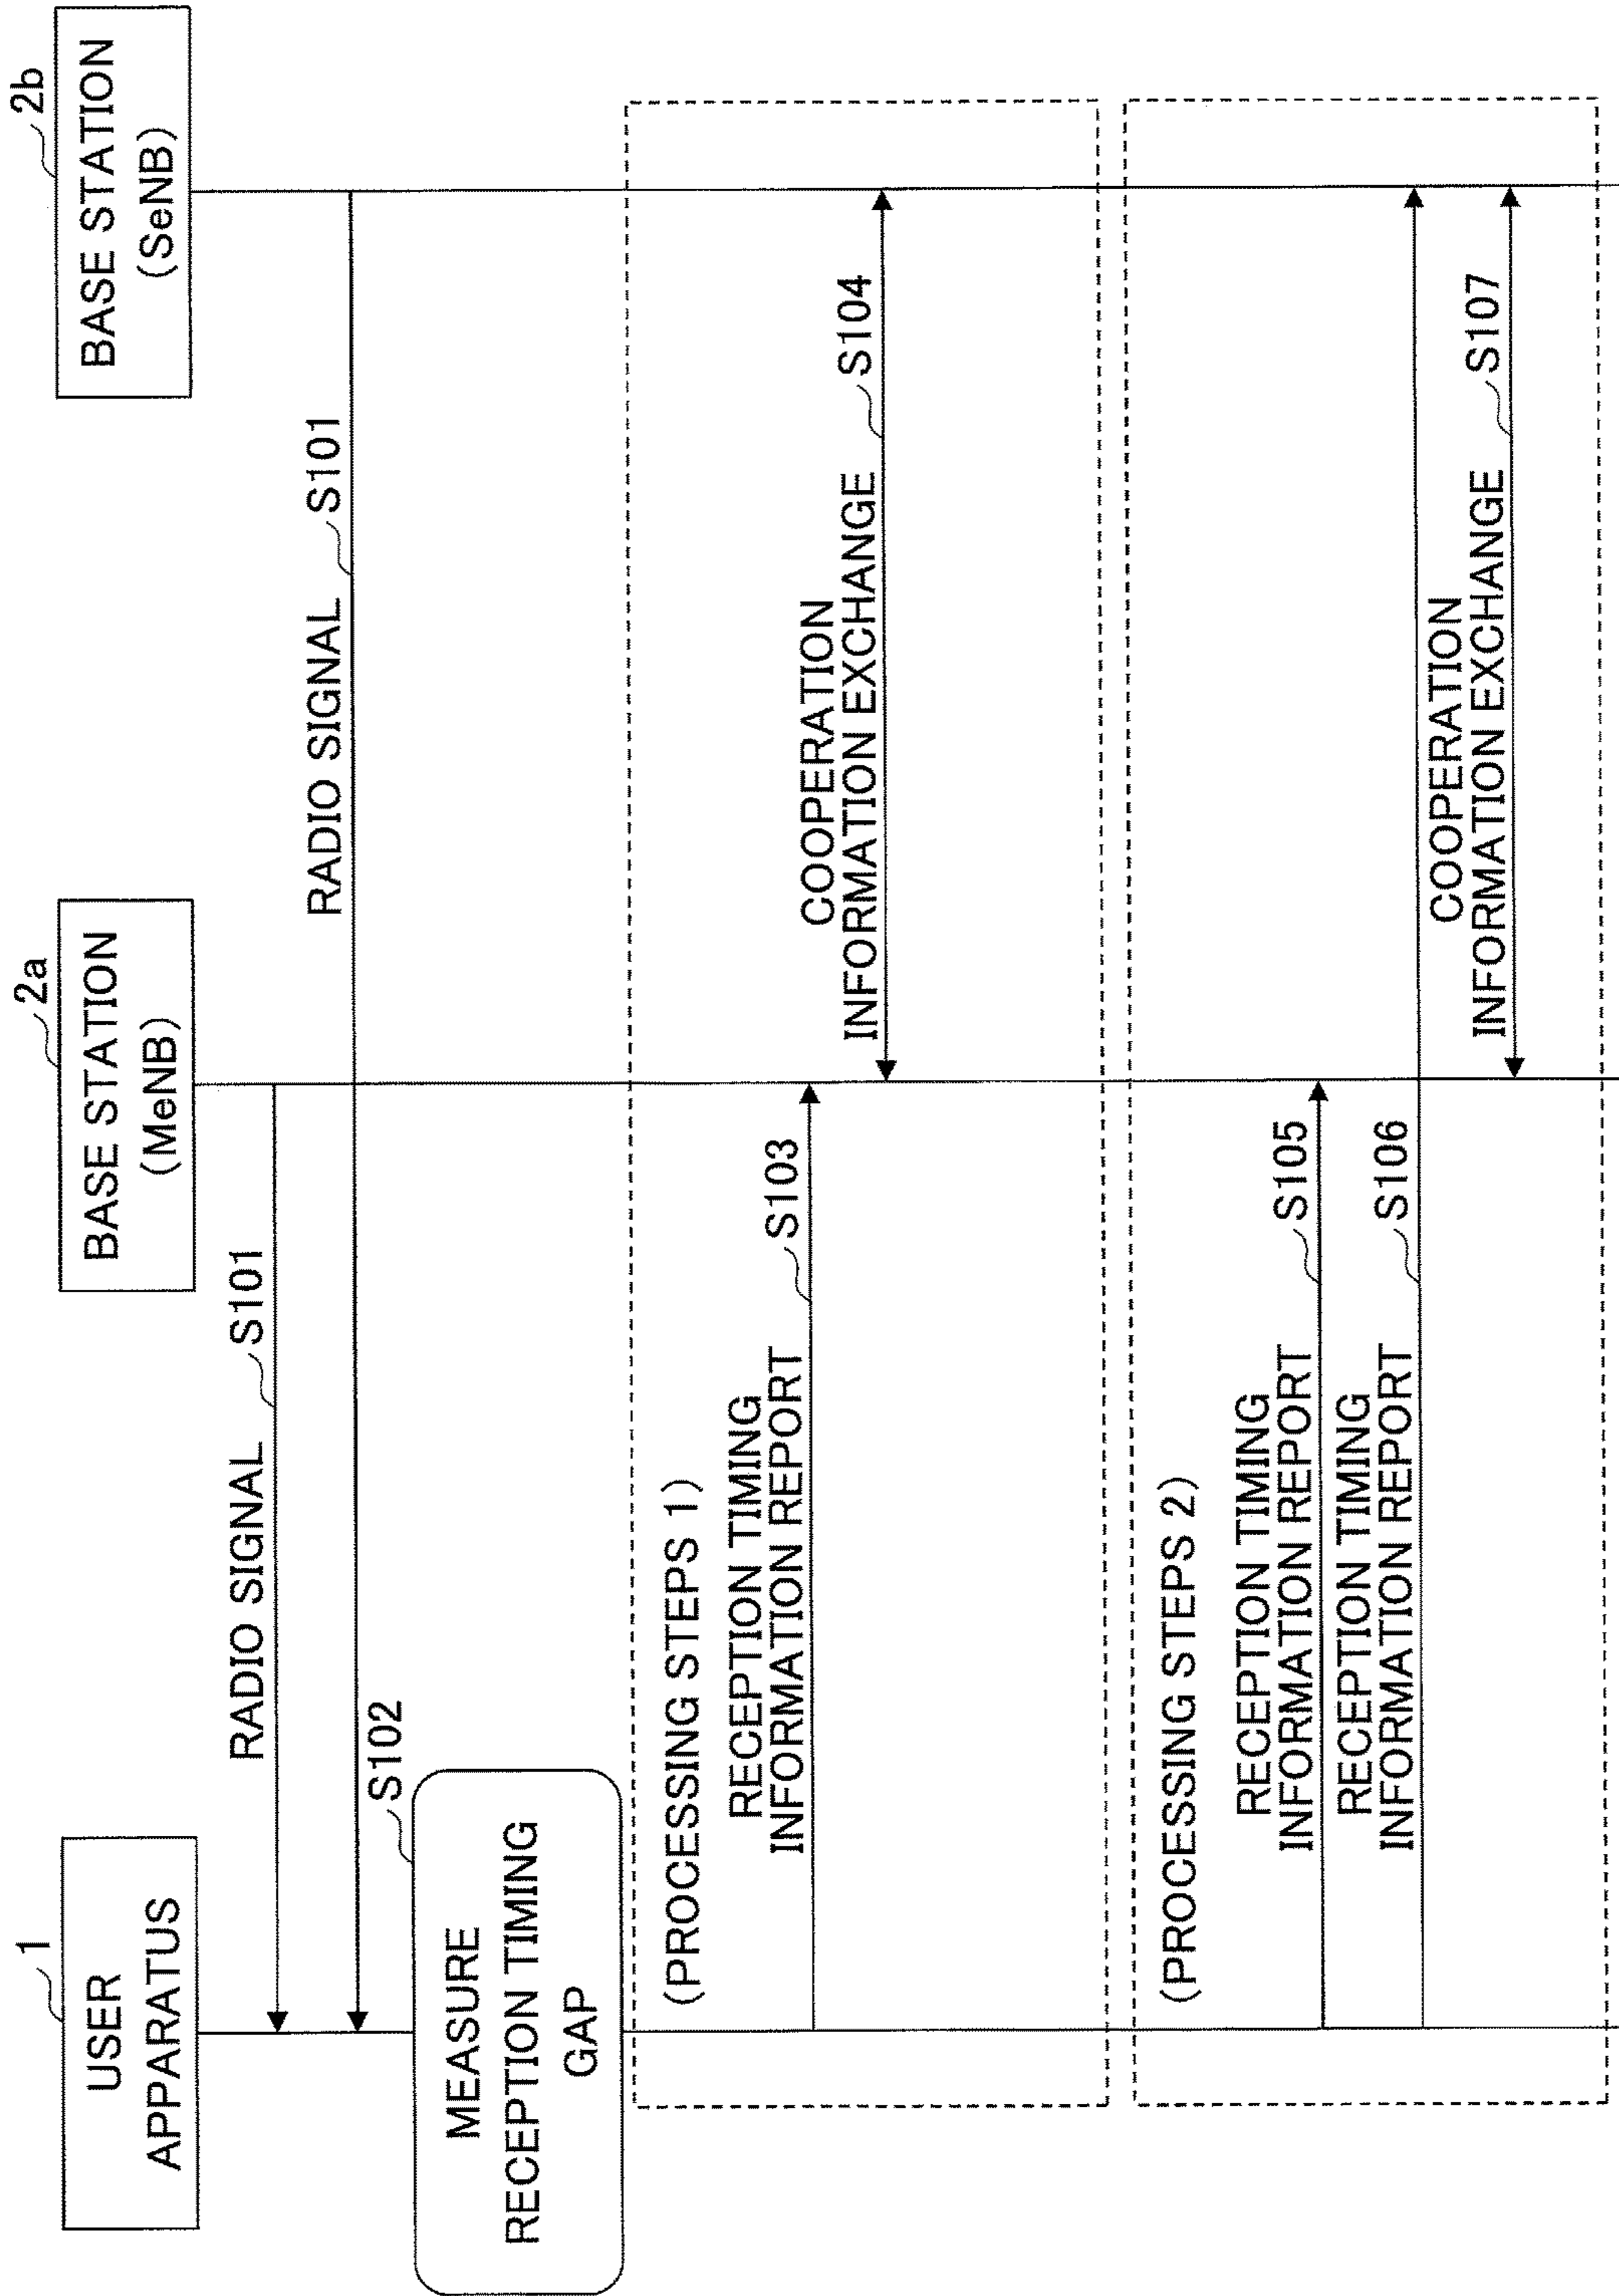 1
USER
APPARATUS
2a
BASE STATION
(MeNB)
2b
BASE STATION
(SeNB)
RADIO SIGNAL
S101
RADIO SIGNAL
S101
S102
MEASURE
RECEPTION TIMING
GAP
(PROCESSING STEPS 1)
RECEPTION TIMING
INFORMATION REPORT
S103
COOPERATION
INFORMATION EXCHANGE
S104
(PROCESSING STEPS 2)
RECEPTION TIMING
INFORMATION REPORT
S105
RECEPTION TIMING
INFORMATION REPORT
S106
COOPERATION
INFORMATION EXCHANGE
S107